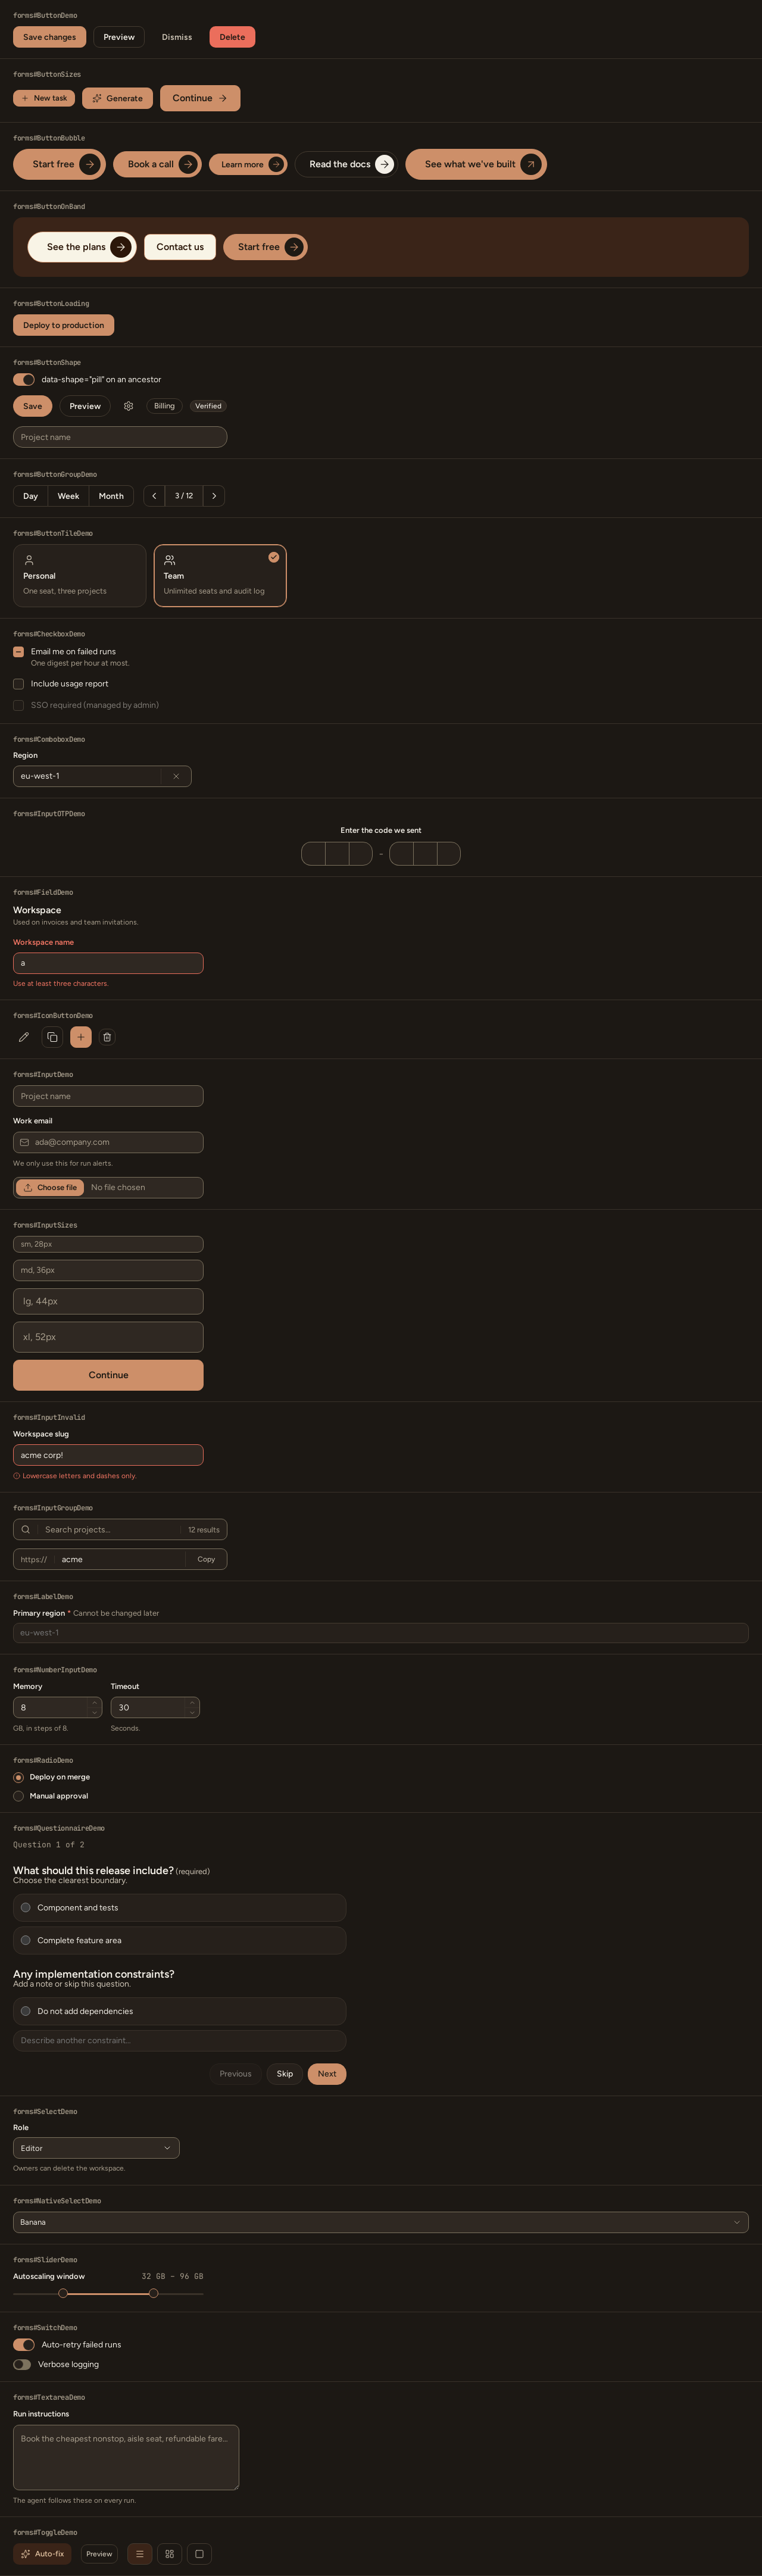 forms#ButtonDemo
Save changes Preview Dismiss Delete
forms#ButtonSizes
New task Generate Continue
forms#ButtonBubble
Start free Book a call Learn more Read the docs See what we've built
forms#ButtonOnBand
See the plans Contact us Start free
forms#ButtonLoading
Deploy to production
forms#ButtonShape
data-shape="pill" on an ancestor
Save Preview Billing Verified
Project name
forms#ButtonGroupDemo
Day Week Month 3 / 12
forms#ButtonTileDemo
Personal Team
One seat, three projects Unlimited seats and audit log
forms#CheckboxDemo
Email me on failed runs
One digest per hour at most.
Include usage report
SSO required (managed by admin)
forms#ComboboxDemo
Region
eu-west-1
forms#InputOTPDemo
Enter the code we sent
-
forms#FieldDemo
Workspace
Used on invoices and team invitations.
Workspace name
a
Use at least three characters.
forms#IconButtonDemo
forms#InputDemo
Project name
Work email
ada@company.com
We only use this for run alerts.
Choose file No file chosen
forms#InputSizes
sm, 28px
md, 36px
lg, 44px
xl, 52px
Continue
forms#InputInvalid
Workspace slug
acme corp!
Lowercase letters and dashes only.
forms#InputGroupDemo
Search projects... 12 results
https:// acme Copy
forms#LabelDemo
Primary region * Cannot be changed later
eu-west-1
forms#NumberInputDemo
Memory Timeout
8 30
GB, in steps of 8. Seconds.
forms#RadioDemo
Deploy on merge
Manual approval
forms#QuestionnaireDemo
Question 1 of 2
What should this release include? (required)
Choose the clearest boundary.
Component and tests
Complete feature area
Any implementation constraints?
Add a note or skip this question.
Do not add dependencies
Describe another constraint...
Previous Skip Next
forms#SelectDemo
Role
Editor
Owners can delete the workspace.
forms#NativeSelectDemo
Banana
forms#SliderDemo
Autoscaling window 32 GB – 96 GB
forms#SwitchDemo
Auto-retry failed runs
Verbose logging
forms#TextareaDemo
Run instructions
Book the cheapest nonstop, aisle seat, refundable fare...
The agent follows these on every run.
forms#ToggleDemo
Auto-fix Preview